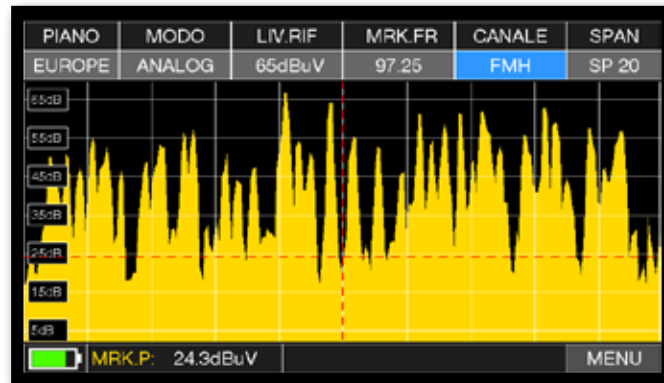 PIANO MODO LIV.RIF MRK.FR CANALE SPAN
EUROPE ANALOG 65dBuV 97.25 FMH SP 20
65dB
55dB
45dB
35dB
25dB
15dB
5dB
MRK.P: 24.3dBuV MENU